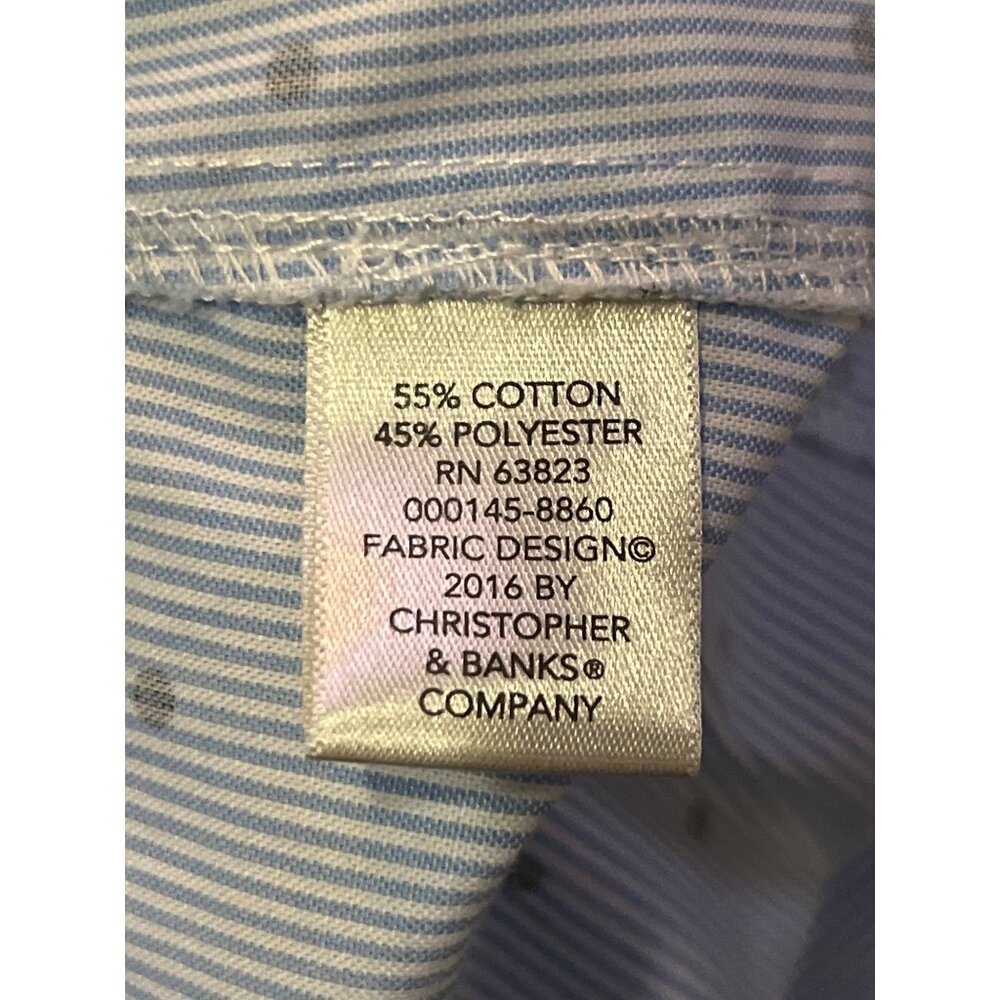 55% COTTON
45% POLYESTER
RN 63823
000145-8860
FABRIC DESIGN©
2016 BY
CHRISTOPHER
& BANKS®
COMPANY